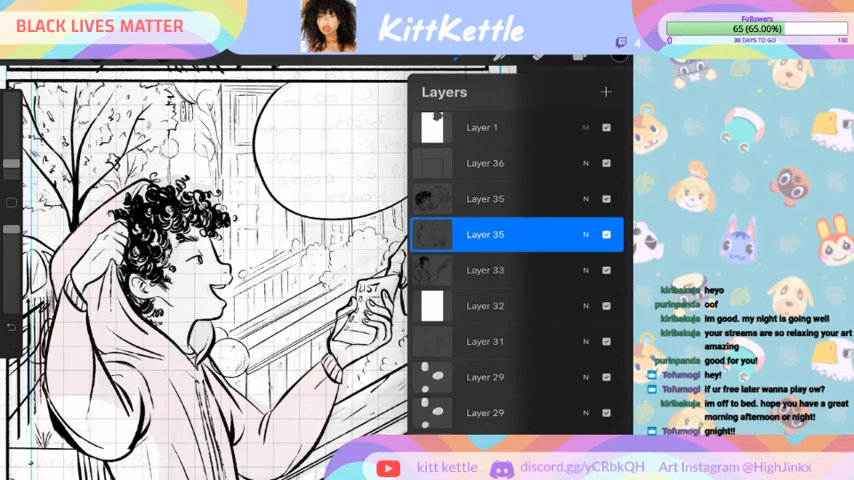 BLACK LIVES MATTER
KittKettle
4
Followers
65 (65.00%)
0
38 DAYS TO GO
100
Layers
Layer 1
M
Layer 36
N
Layer 35
N
Layer 35
N
Layer 33
N
Layer 32
N
Layer 31
N
Layer 29
N
Layer 29
N
LIST
kiribakuja heyo
purinpanda oof
kiribakuja im good. my night is going well
kiribakuja your streams are so relaxing your art
amazing
purinpanda good for you!
Tofumogi hey!
Tofumogi if ur free later wanna play ow?
kiribakuja im off to bed. hope you have a great
morning afternoon or night!
Tofumogi gnight!!
kitt kettle
discord.gg/yCRbkQH
Art Instagram @HighJinkx